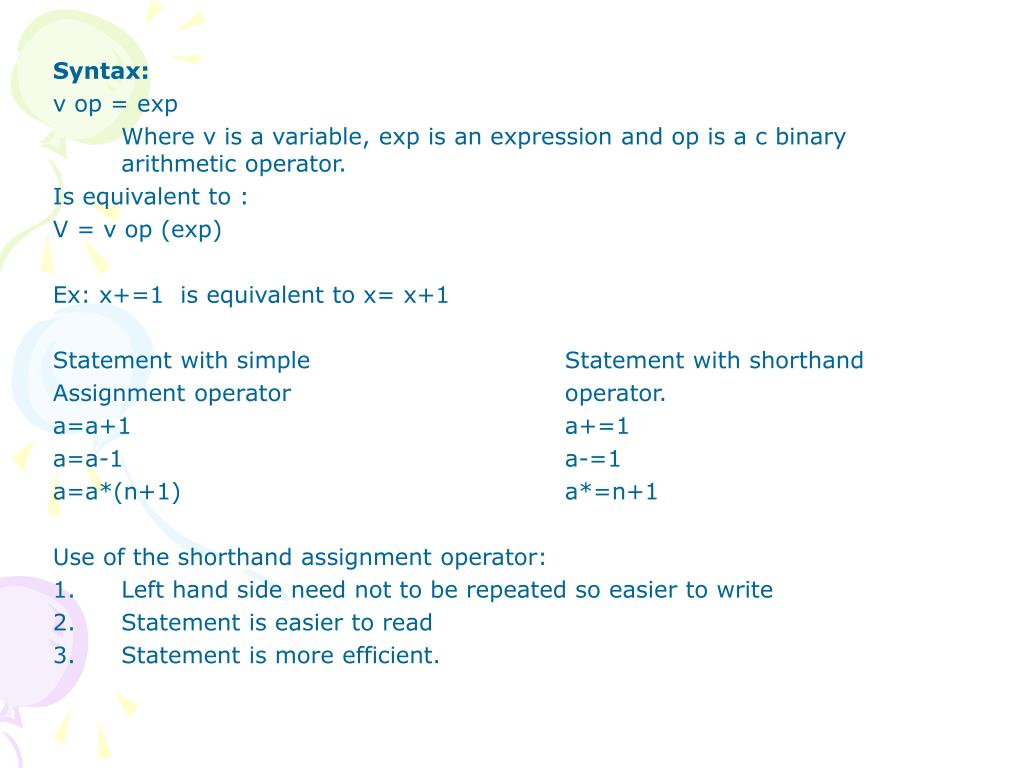 Syntax:
v op = exp
Where v is a variable, exp is an expression and op is a c binary
arithmetic operator.
Is equivalent to :
V = v op (exp)
Ex: x+=1  is equivalent to x= x+1
Statement with simple Statement with shorthand
Assignment operator operator.
a=a+1 a+=1
a=a-1 a-=1
a=a*(n+1) a*=n+1
Use of the shorthand assignment operator:
1. Left hand side need not to be repeated so easier to write
2. Statement is easier to read
3. Statement is more efficient.